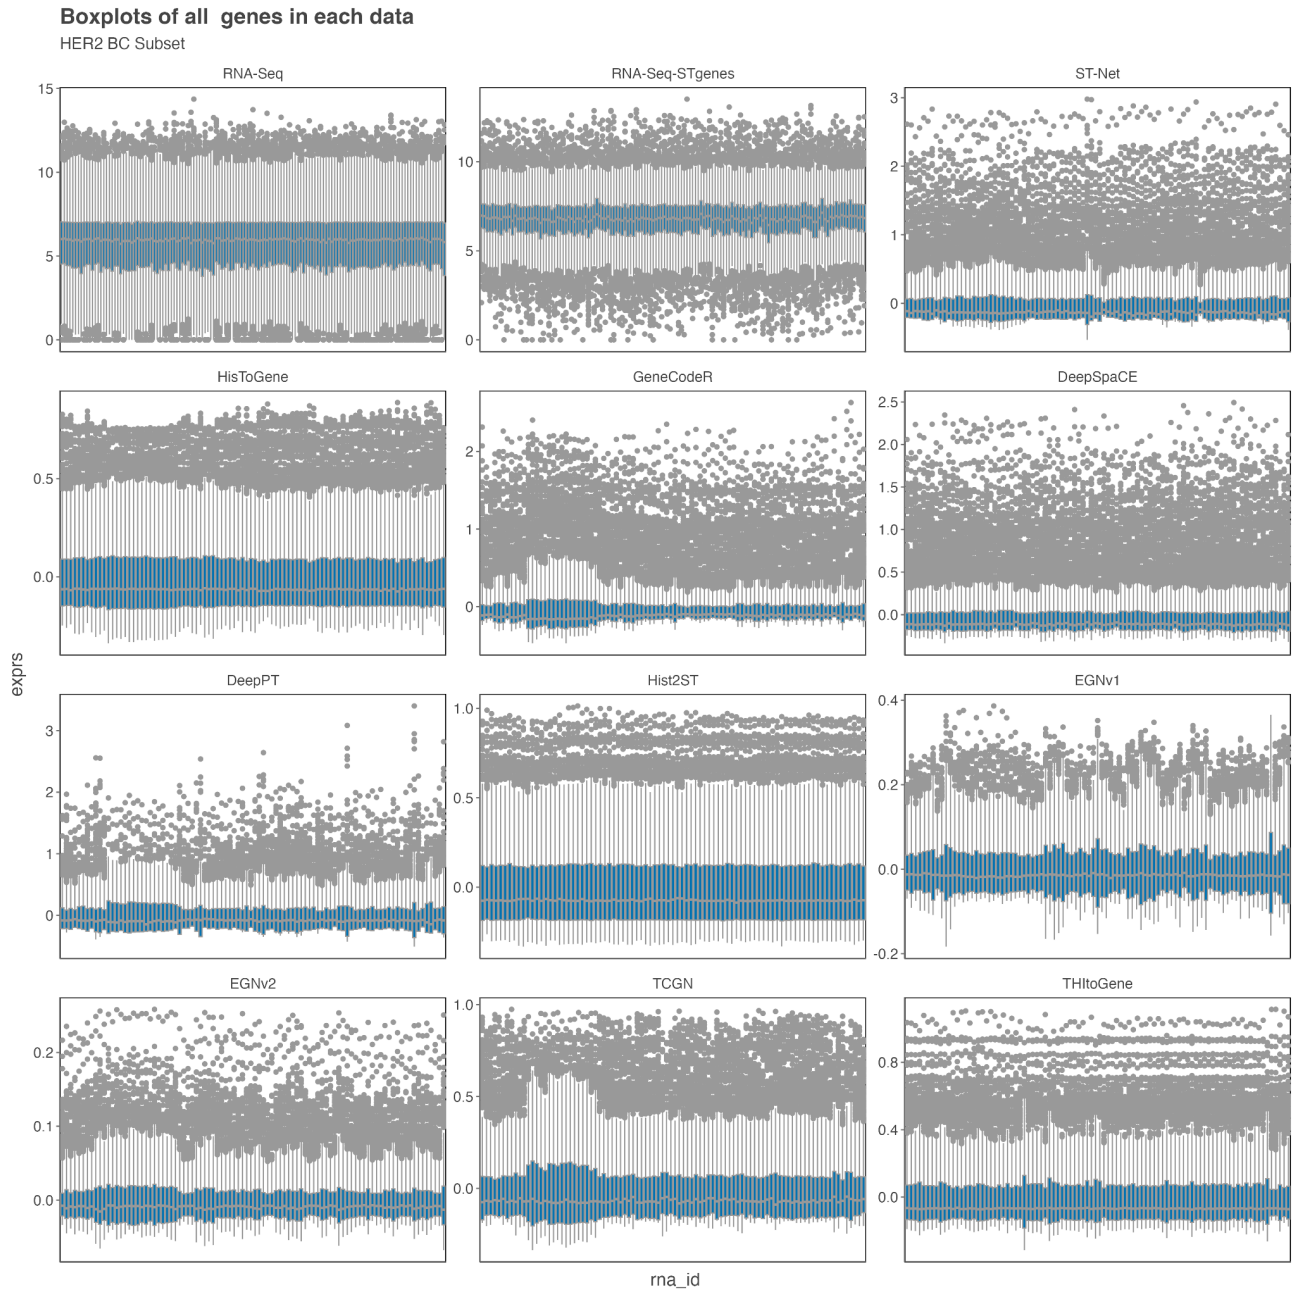 Boxplots of all  genes in each data
HER2 BC Subset
RNA-Seq
RNA-Seq-STgenes
ST-Net
15
10
5
0
10
5
0
3
2
1
0
HisToGene
GeneCodeR
DeepSpaCE
0.5
0.0
2
1
0
2.5
2.0
1.5
1.0
0.5
0.0
exprs
DeepPT
Hist2ST
EGNv1
3
2
1
0
1.0
0.5
0.0
0.4
0.2
0.0
-0.2
EGNv2
TCGN
THItoGene
0.2
0.1
0.0
1.0
0.5
0.0
0.8
0.4
0.0
rna_id